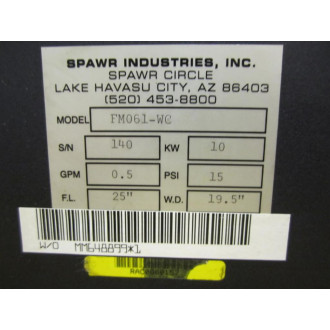 SPAWR INDUSTRIES, INC.
SPAWR CIRCLE
LAKE HAVASU CITY, AZ 86403
(520) 453-8800
MODEL FM061-WC
S/N 140 KW 10
GPM 0.5 PSI 15
F.L. 25" W.D. 19.5"
W/O MM648899*1